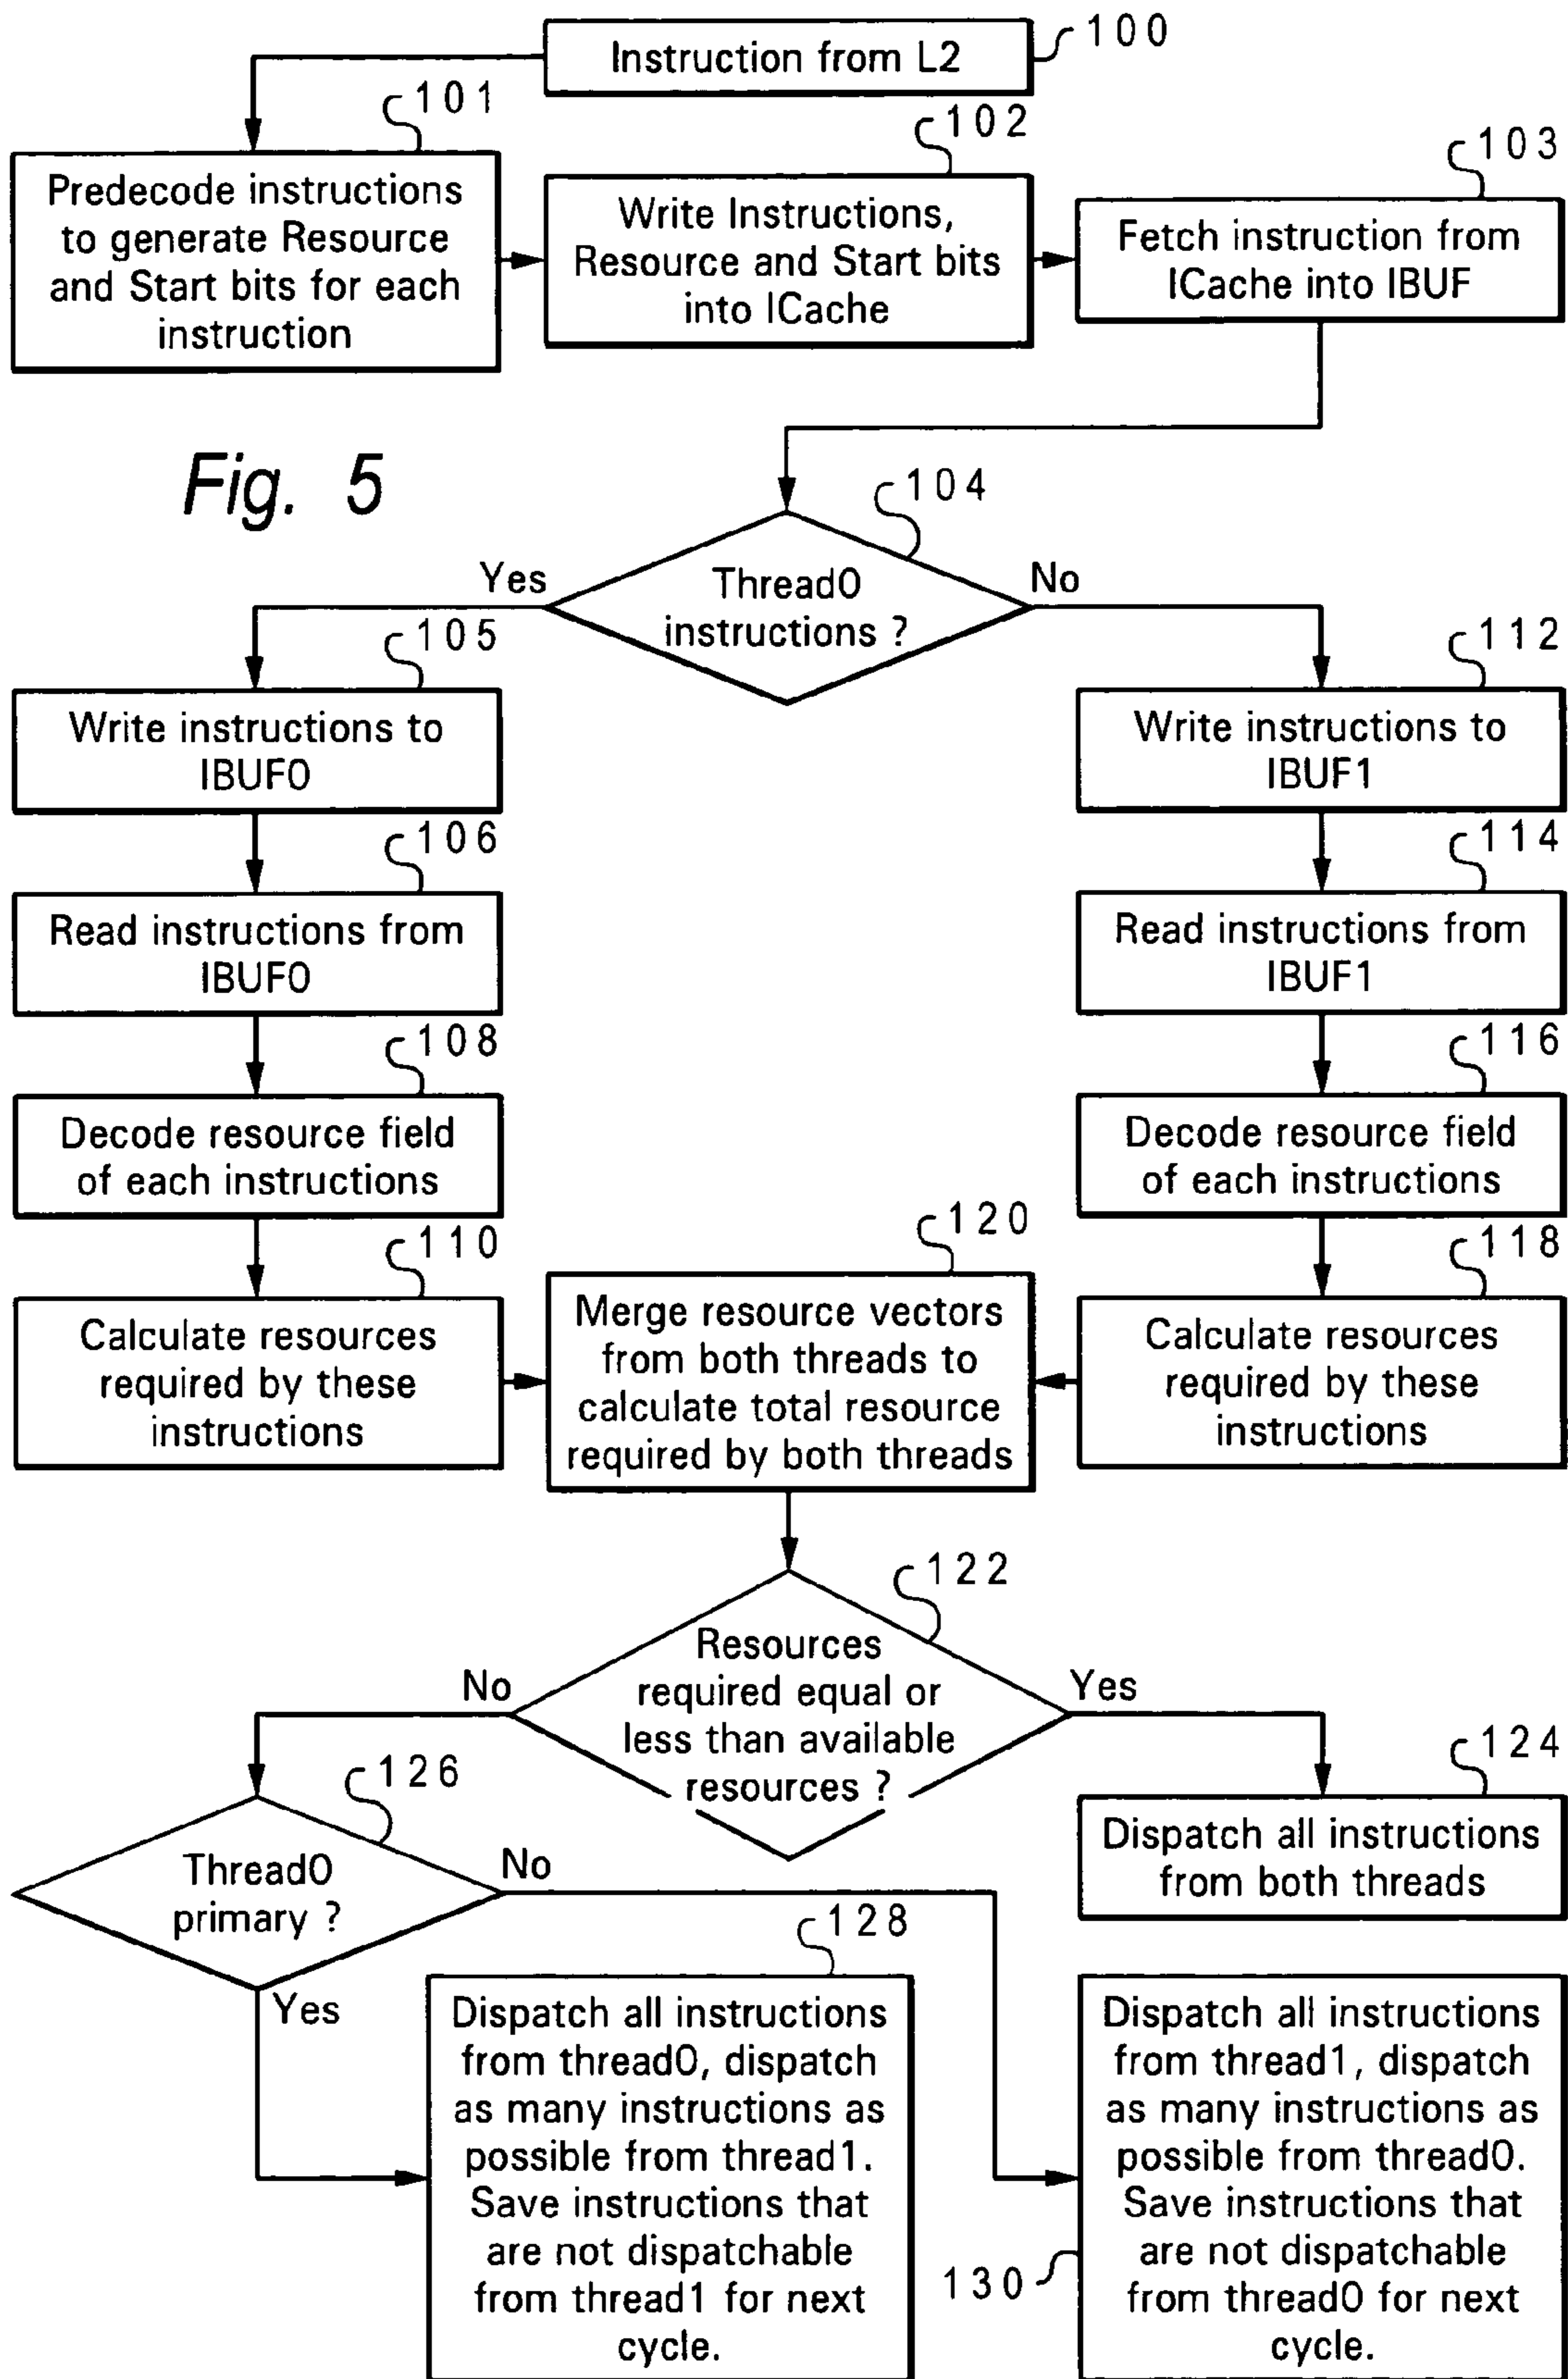 Instruction from L2
100
101
Predecode instructions
to generate Resource
and Start bits for each
instruction
102
Write Instructions,
Resource and Start bits
into ICache
103
Fetch instruction from
ICache into IBUF
Fig. 5
104
Thread0
instructions ?
Yes
No
105
Write instructions to
IBUF0
106
Read instructions from
IBUF0
108
Decode resource field
of each instructions
110
Calculate resources
required by these
instructions
112
Write instructions to
IBUF1
114
Read instructions from
IBUF1
116
Decode resource field
of each instructions
118
Calculate resources
required by these
instructions
120
Merge resource vectors
from both threads to
calculate total resource
required by both threads
122
Resources
required equal or
less than available
resources ?
No
Yes
124
Dispatch all instructions
from both threads
126
Thread0
primary ?
No
Yes
128
Dispatch all instructions
from thread0, dispatch
as many instructions as
possible from thread1.
Save instructions that
are not dispatchable
from thread1 for next
cycle.
130
Dispatch all instructions
from thread1, dispatch
as many instructions as
possible from thread0.
Save instructions that
are not dispatchable
from thread0 for next
cycle.